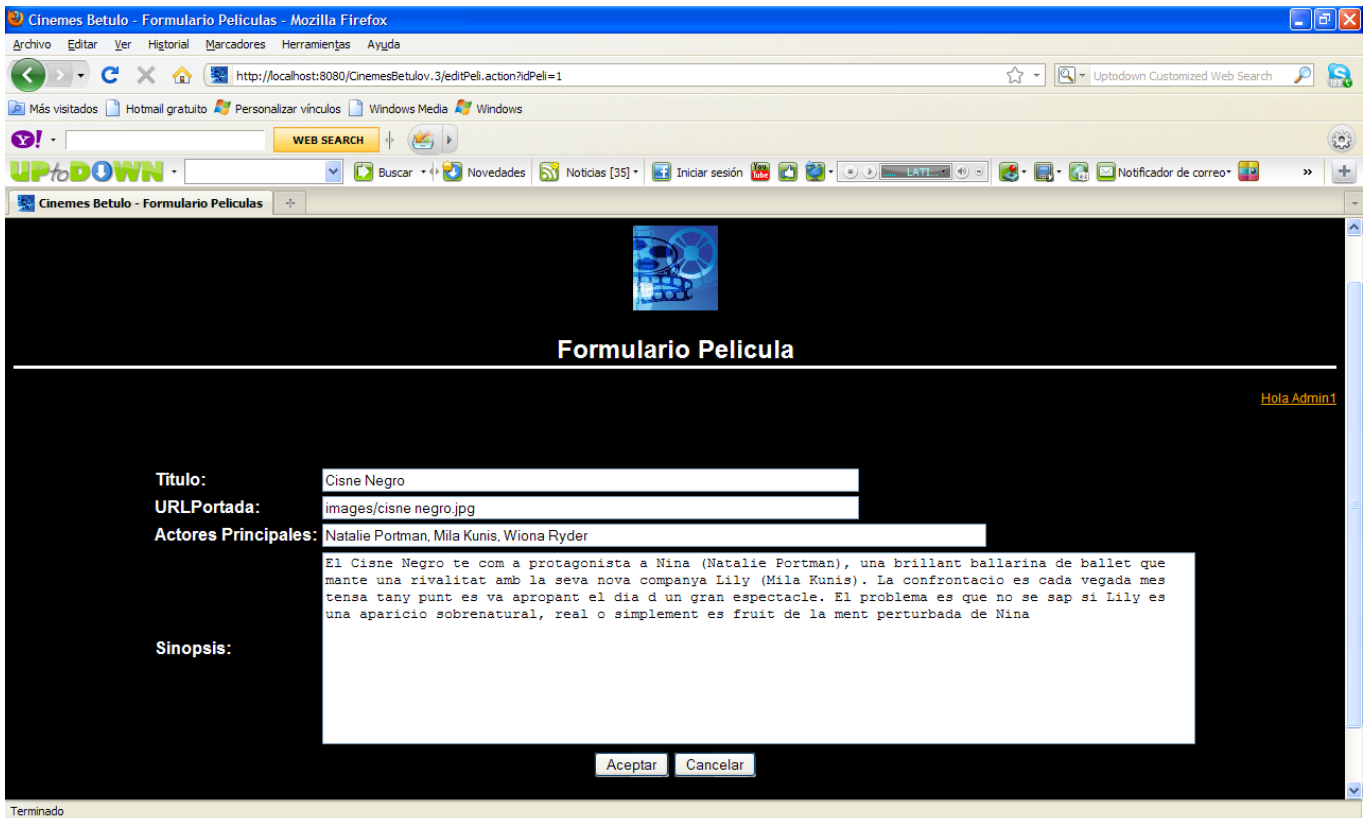 Cinemes Betulo - Formulario Peliculas - Mozilla Firefox
Archivo Editar Ver Historial Marcadores Herramientas Ayuda
http://localhost:8080/CinemesBetulov.3/editPeli.action?idPeli=1 Uptodown Customized Web Search
Más visitados Hotmail gratuito Personalizar vínculos Windows Media Windows
Y! WEB SEARCH
UPtoDOWN Buscar Novedades Noticias [35] Iniciar sesión You Tube LATI... Notificador de correo »
Cinemes Betulo - Formulario Peliculas
Formulario Pelicula
Hola Admin1
Titulo: Cisne Negro
URLPortada: images/cisne negro.jpg
Actores Principales: Natalie Portman, Mila Kunis, Wiona Ryder
El Cisne Negro te com a protagonista a Nina (Natalie Portman), una brillant ballarina de ballet que
mante una rivalitat amb la seva nova companya Lily (Mila Kunis). La confrontacio es cada vegada mes
tensa tany punt es va apropant el dia d un gran espectacle. El problema es que no se sap si Lily es
una aparicio sobrenatural, real o simplement es fruit de la ment perturbada de Nina
Sinopsis:
Aceptar Cancelar
Terminado